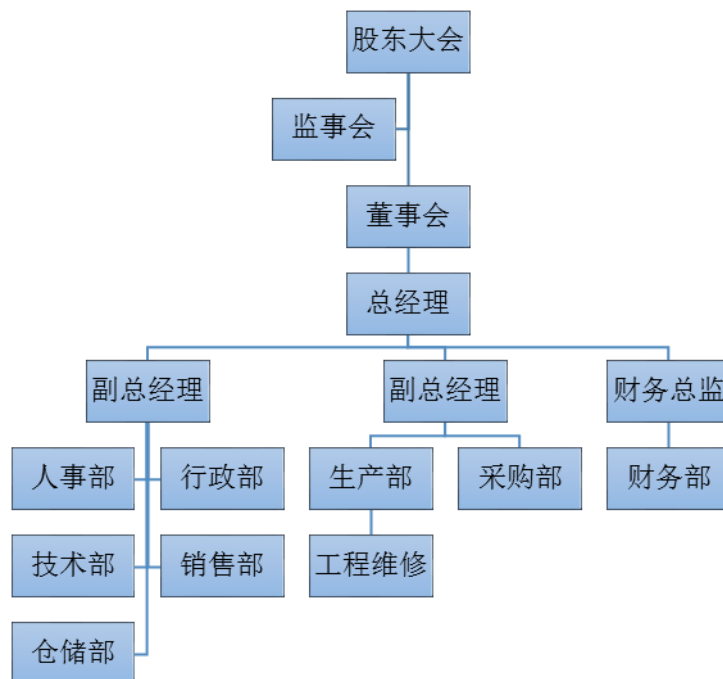 股东大会
监事会
董事会
总经理
副总经理
副总经理
财务总监
人事部
行政部
生产部
采购部
财务部
技术部
销售部
工程维修
仓储部